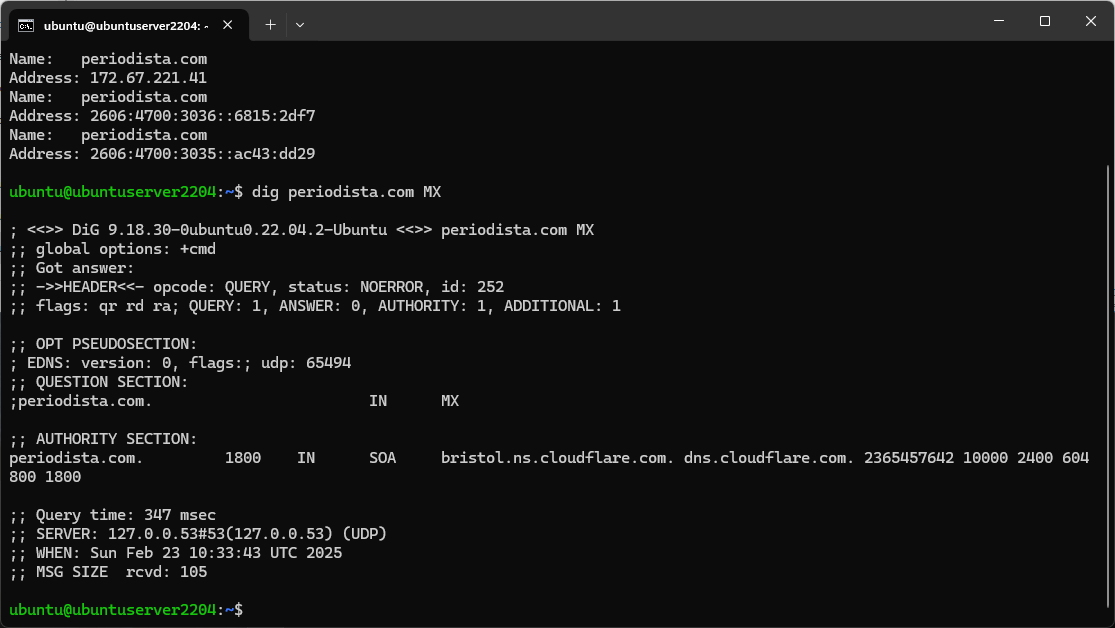 ubuntu@ubuntuserver2204: ~
Name:   periodista.com
Address: 172.67.221.41
Name:   periodista.com
Address: 2606:4700:3036::6815:2df7
Name:   periodista.com
Address: 2606:4700:3035::ac43:dd29
ubuntu@ubuntuserver2204:~$ dig periodista.com MX
; <<>> DiG 9.18.30-0ubuntu0.22.04.2-Ubuntu <<>> periodista.com MX
;; global options: +cmd
;; Got answer:
;; ->>HEADER<<- opcode: QUERY, status: NOERROR, id: 252
;; flags: qr rd ra; QUERY: 1, ANSWER: 0, AUTHORITY: 1, ADDITIONAL: 1
;; OPT PSEUDOSECTION:
; EDNS: version: 0, flags:; udp: 65494
;; QUESTION SECTION:
;periodista.com.                        IN      MX
;; AUTHORITY SECTION:
periodista.com.         1800    IN      SOA     bristol.ns.cloudflare.com. dns.cloudflare.com. 2365457642 10000 2400 604
800 1800
;; Query time: 347 msec
;; SERVER: 127.0.0.53#53(127.0.0.53) (UDP)
;; WHEN: Sun Feb 23 10:33:43 UTC 2025
;; MSG SIZE  rcvd: 105
ubuntu@ubuntuserver2204:~$